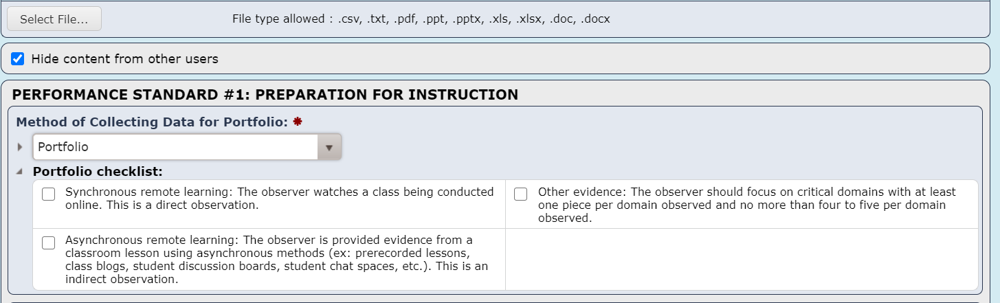 Select File...
File type allowed : .csv, .txt, .pdf, .ppt, .pptx, .xls, .xlsx, .doc, .docx
Hide content from other users
PERFORMANCE STANDARD #1: PREPARATION FOR INSTRUCTION
Method of Collecting Data for Portfolio: *
Portfolio
Portfolio checklist:
Synchronous remote learning: The observer watches a class being conducted
online. This is a direct observation.
Other evidence: The observer should focus on critical domains with at least
one piece per domain observed and no more than four to five per domain
observed.
Asynchronous remote learning: The observer is provided evidence from a
classroom lesson using asynchronous methods (ex: prerecorded lessons,
class blogs, student discussion boards, student chat spaces, etc.). This is an
indirect observation.